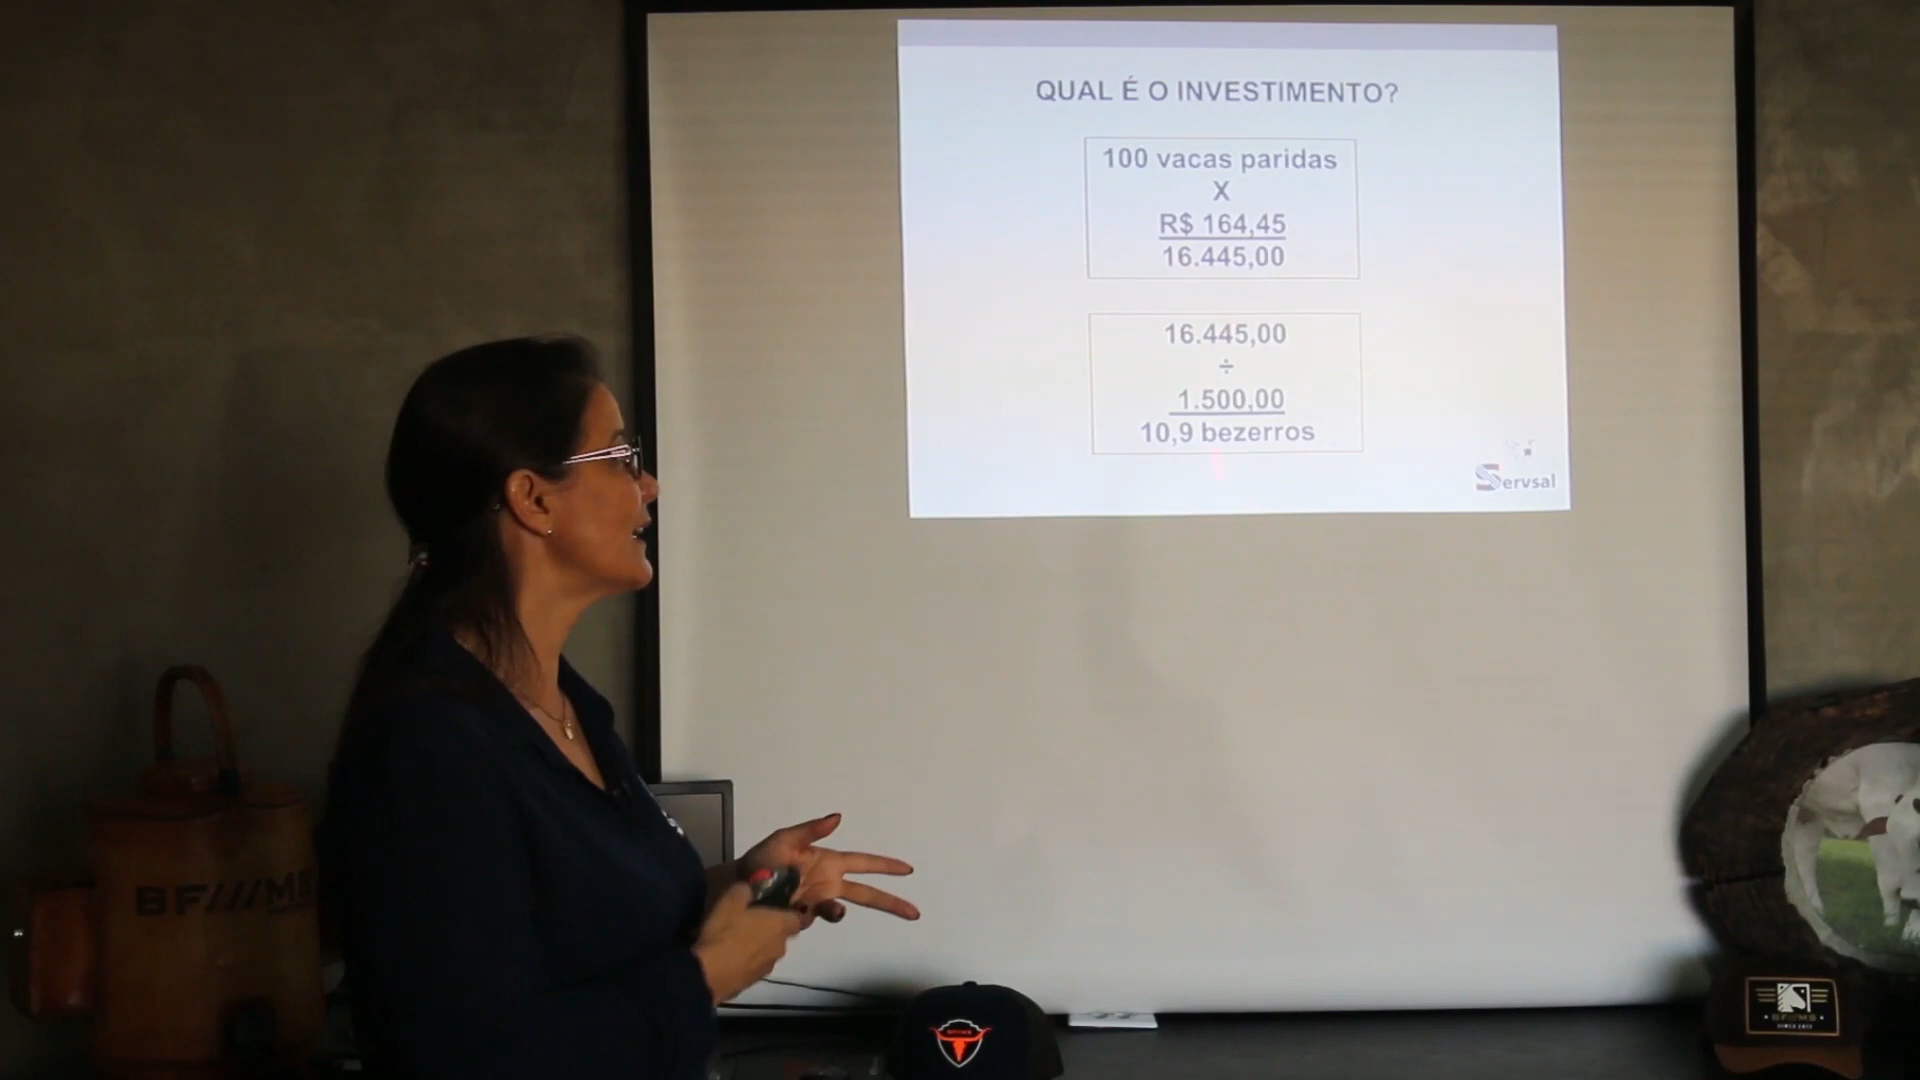 QUAL É O INVESTIMENTO?
100 vacas paridas
X
R$ 164,45
16.445,00
16.445,00
÷
1.500,00
10,9 bezerros
Servsal
BF///MS